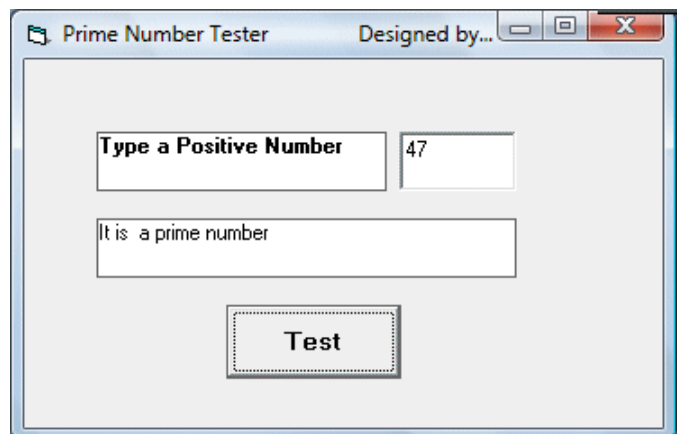 Prime Number Tester Designed by...
Type a Positive Number 47
It is a prime number
Test